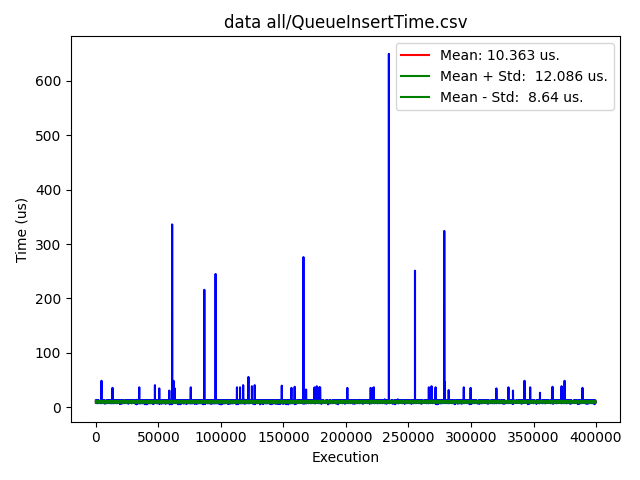 data all/QueueInsertTime.csv
Mean: 10.363 us.
Mean + Std:  12.086 us.
Mean - Std:  8.64 us.
Time (us)
600
500
400
300
200
100
0
0 50000 100000 150000 200000 250000 300000 350000 400000
Execution